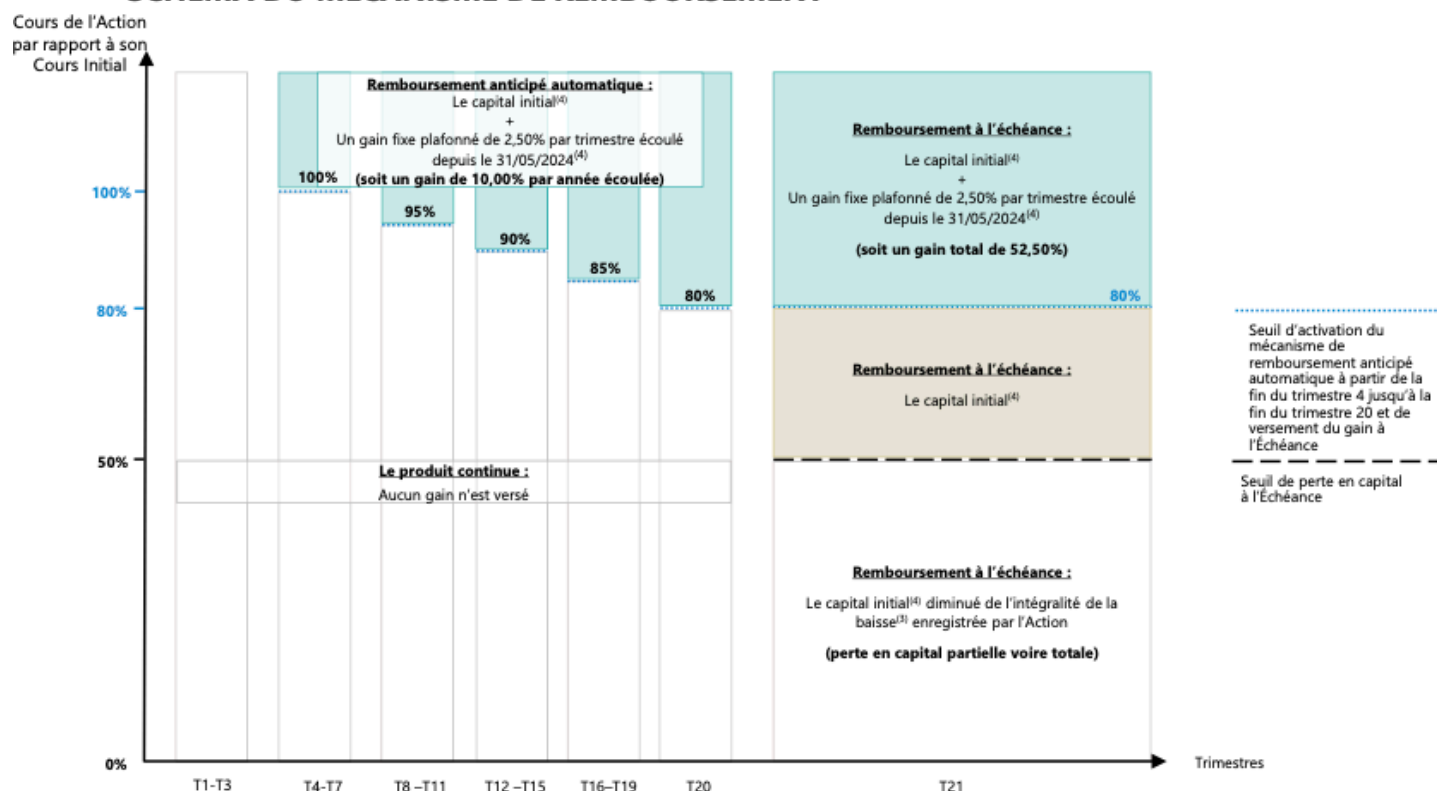 SCHÉMA DU MÉCANISME DE REMBOURSEMENT
Cours de l'Action
par rapport à son
Cours Initial
Remboursement anticipé automatique :
Le capital initial(4)
+
Un gain fixe plafonné de 2,50% par trimestre écoulé
depuis le 31/05/2024(4)
(soit un gain de 10,00% par année écoulée)
100%
100%
95%
90%
85%
80%
80%
Remboursement à l'échéance :
Le capital initial(4)
+
Un gain fixe plafonné de 2,50% par trimestre écoulé
depuis le 31/05/2024(4)
(soit un gain total de 52,50%)
80%
Remboursement à l'échéance :
Le capital initial(4)
50%
Le produit continue :
Aucun gain n'est versé
Remboursement à l'échéance :
Le capital initial(4) diminué de l'intégralité de la
baisse(3) enregistrée par l'Action
(perte en capital partielle voire totale)
Seuil d'activation du
mécanisme de
remboursement anticipé
automatique à partir de la
fin du trimestre 4 jusqu'à la
fin du trimestre 20 et de
versement du gain à
l'Échéance
Seuil de perte en capital
à l'Échéance
0%
Trimestres
T1-T3
T4-T7
T8 –T11
T12 –T15
T16–T19
T20
T21